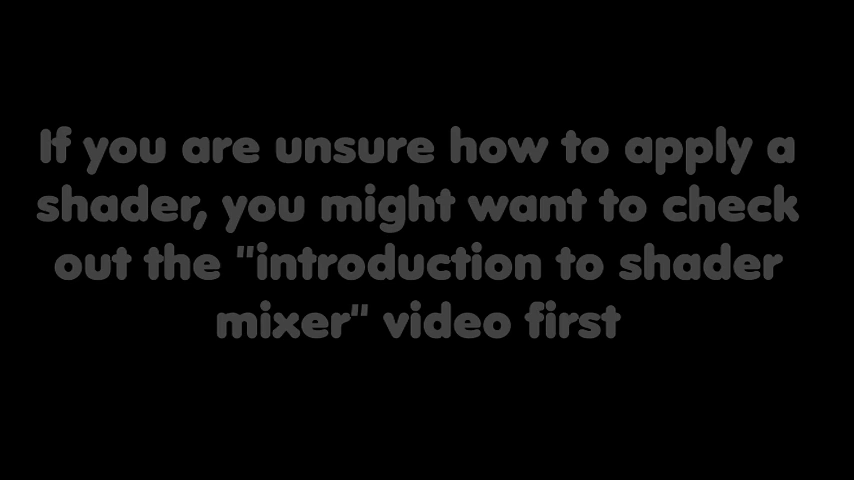 If you are unsure how to apply a
shader, you might want to check
out the "introduction to shader
mixer" video first